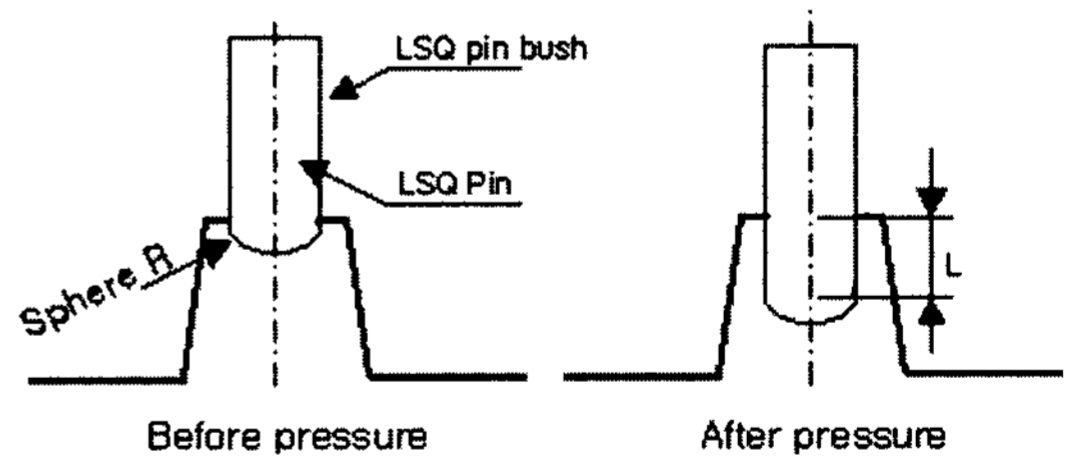 LSQ pin bush
LSQ Pin
Sphere R
L
Before pressure
After pressure